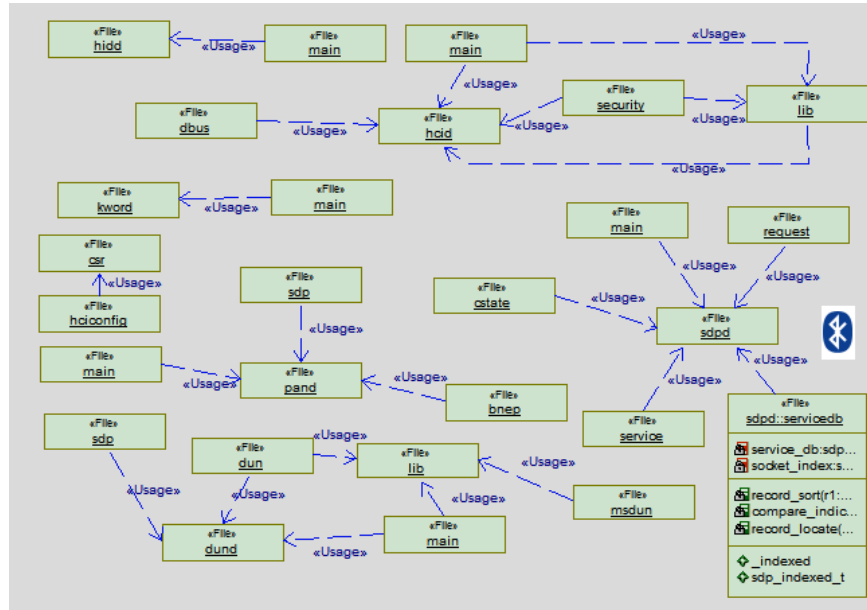 «File»
hidd
«Usage»
«File»
main
«File»
main
«Usage»
«Usage»
«File»
dbus
«Usage»
«File»
hcid
«Usage»
«File»
security
«Usage»
«File»
lib
«Usage»
«File»
kword
«Usage»
«File»
main
«File»
csr
«Usage»
«File»
hciconfig
«File»
sdp
«Usage»
«File»
main
«Usage»
«File»
pand
«Usage»
«File»
bnep
«File»
main
«Usage»
«File»
request
«Usage»
«File»
cstate
«Usage»
«File»
sdpd
«Usage»
«File»
service
«Usage»
«File»
sdpd::servicedb
service_db:sdp...
socket_index:s...
record_sort(r1:...
compare_indic...
record_locate(...
_indexed
sdp_indexed_t
«File»
sdp
«Usage»
«File»
dun
«Usage»
«Usage»
«File»
lib
«Usage»
«File»
msdun
«Usage»
«File»
dund
«Usage»
«File»
main